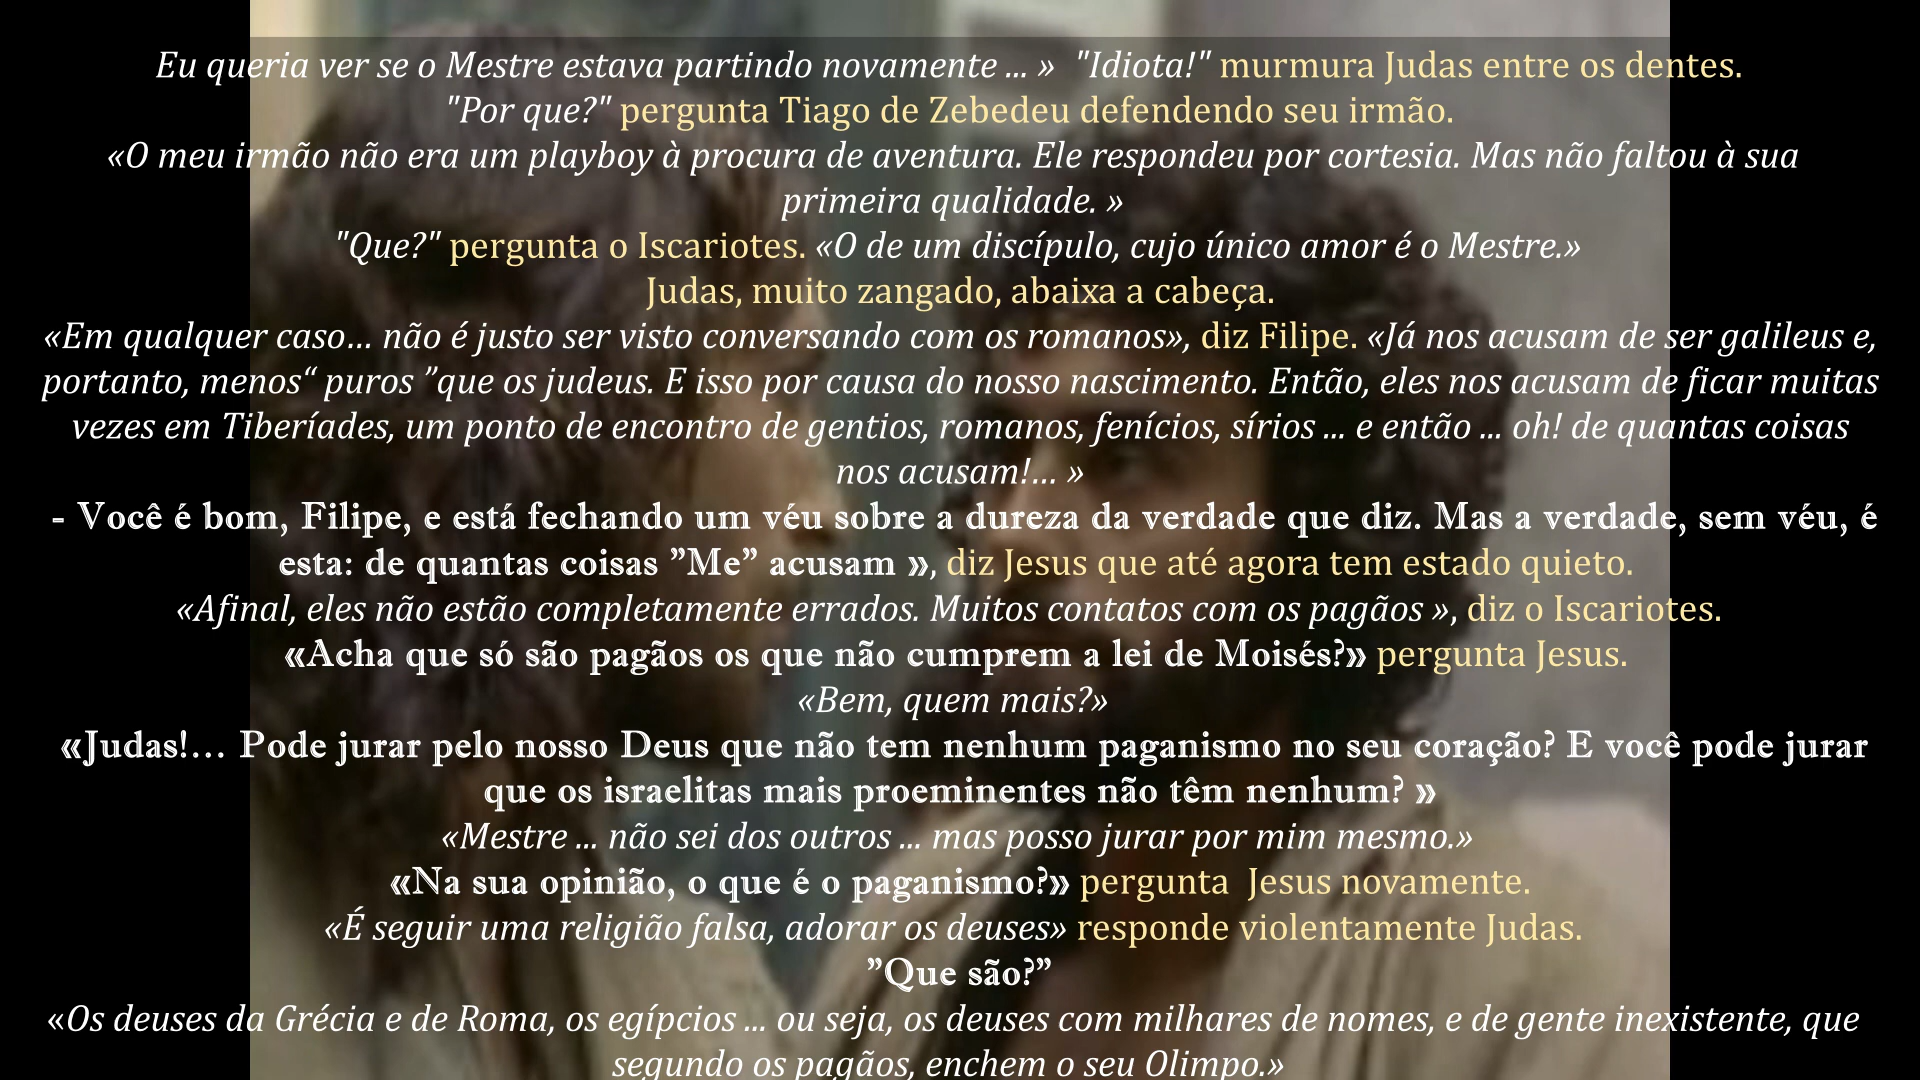 Eu queria ver se o Mestre estava partindo novamente ... »  "Idiota!" murmura Judas entre os dentes.
"Por que?" pergunta Tiago de Zebedeu defendendo seu irmão.
«O meu irmão não era um playboy à procura de aventura. Ele respondeu por cortesia. Mas não faltou à sua
primeira qualidade. »
"Que?" pergunta o Iscariotes. «O de um discípulo, cujo único amor é o Mestre.»
Judas, muito zangado, abaixa a cabeça.
«Em qualquer caso… não é justo ser visto conversando com os romanos», diz Filipe. «Já nos acusam de ser galileus e,
portanto, menos“ puros ”que os judeus. E isso por causa do nosso nascimento. Então, eles nos acusam de ficar muitas
vezes em Tiberíades, um ponto de encontro de gentios, romanos, fenícios, sírios ... e então ... oh! de quantas coisas
nos acusam!… »
- Você é bom, Filipe, e está fechando um véu sobre a dureza da verdade que diz. Mas a verdade, sem véu, é
esta: de quantas coisas ”Me” acusam », diz Jesus que até agora tem estado quieto.
«Afinal, eles não estão completamente errados. Muitos contatos com os pagãos », diz o Iscariotes.
«Acha que só são pagãos os que não cumprem a lei de Moisés?» pergunta Jesus.
«Bem, quem mais?»
«Judas!… Pode jurar pelo nosso Deus que não tem nenhum paganismo no seu coração? E você pode jurar
que os israelitas mais proeminentes não têm nenhum? »
«Mestre ... não sei dos outros ... mas posso jurar por mim mesmo.»
«Na sua opinião, o que é o paganismo?» pergunta  Jesus novamente.
«É seguir uma religião falsa, adorar os deuses» responde violentamente Judas.
”Que são?”
«Os deuses da Grécia e de Roma, os egípcios ... ou seja, os deuses com milhares de nomes, e de gente inexistente, que
segundo os pagãos, enchem o seu Olimpo.»